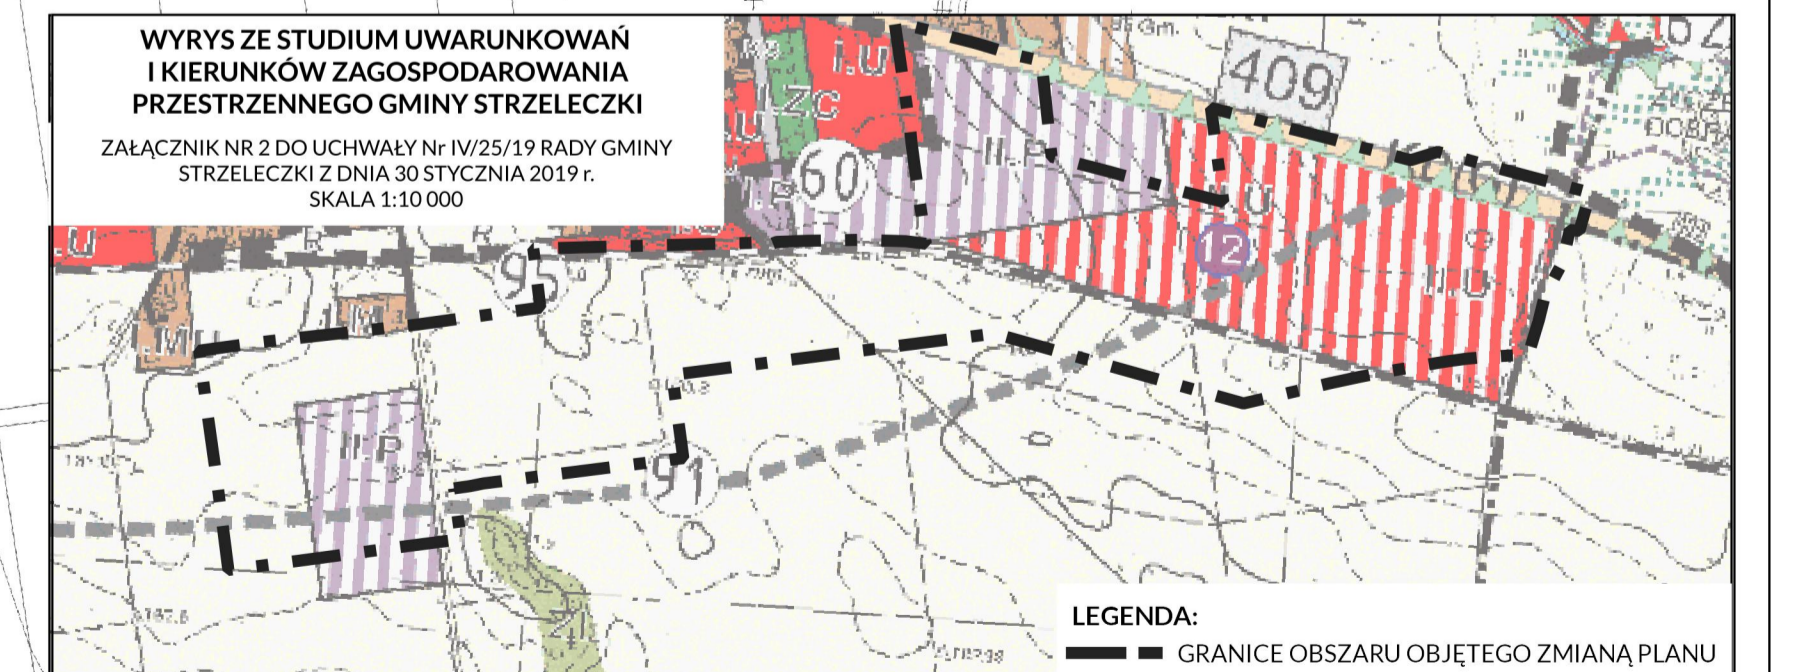 WYRYS ZE STUDIUM UWARUNKOWAŃ
I KIERUNKÓW ZAGOSPODAROWANIA
PRZESTRZENNEGO GMINY STRZELECZKI
ZAŁĄCZNIK NR 2 DO UCHWAŁY Nr IV/25/19 RADY GMINY
STRZELECZKI Z DNIA 30 STYCZNIA 2019 r.
SKALA 1:10 000
I.U
ZC
409
II.P
60
.U
12
95
II.U
II.P
91
LEGENDA:
GRANICE OBSZARU OBJĘTEGO ZMIANĄ PLANU